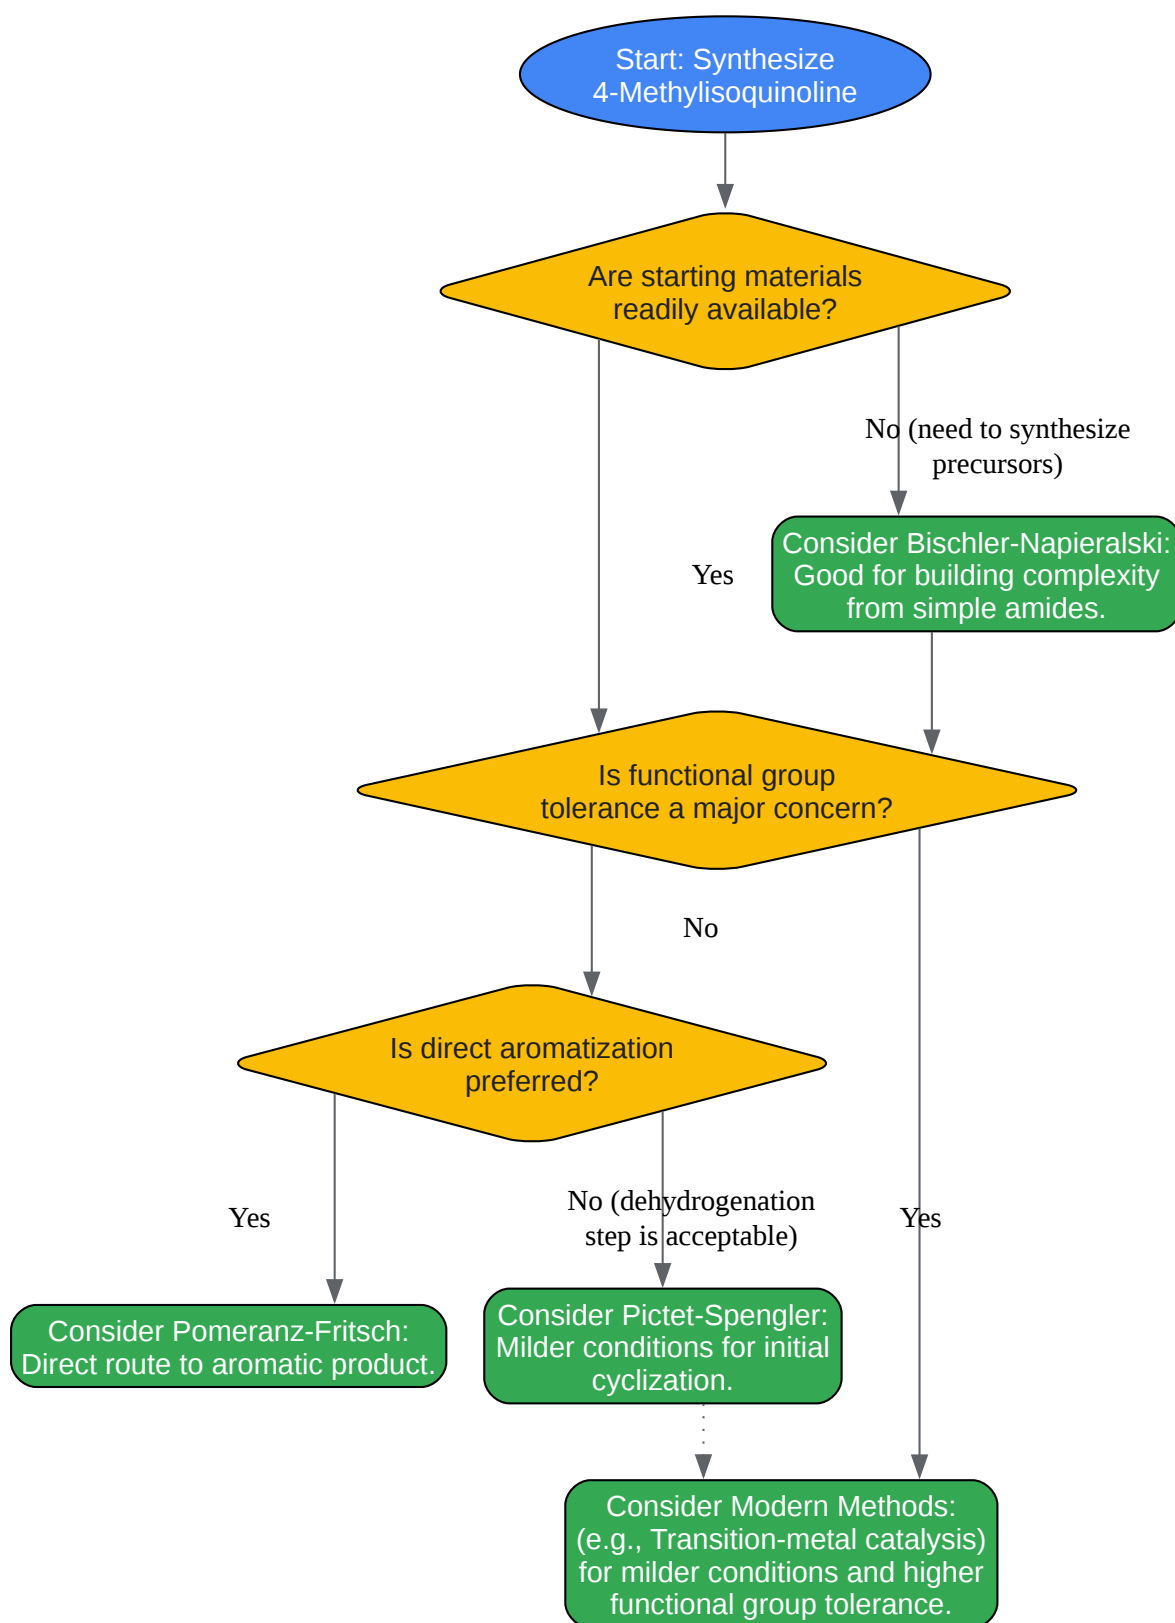 Start: Synthesize
4-Methylisoquinoline
Are starting materials
readily available?
No (need to synthesize
precursors)
Consider Bischler-Napieralski:
Good for building complexity
from simple amides.
Yes
Is functional group
tolerance a major concern?
No
Is direct aromatization
preferred?
Yes
No (dehydrogenation
step is acceptable)
Yes
Consider Pomeranz-Fritsch:
Direct route to aromatic product.
Consider Pictet-Spengler:
Milder conditions for initial
cyclization.
Consider Modern Methods:
(e.g., Transition-metal catalysis)
for milder conditions and higher
functional group tolerance.